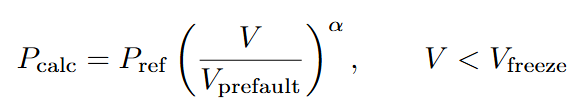 P_calc = P_ref (V / V_prefault)^α, V < V_freeze